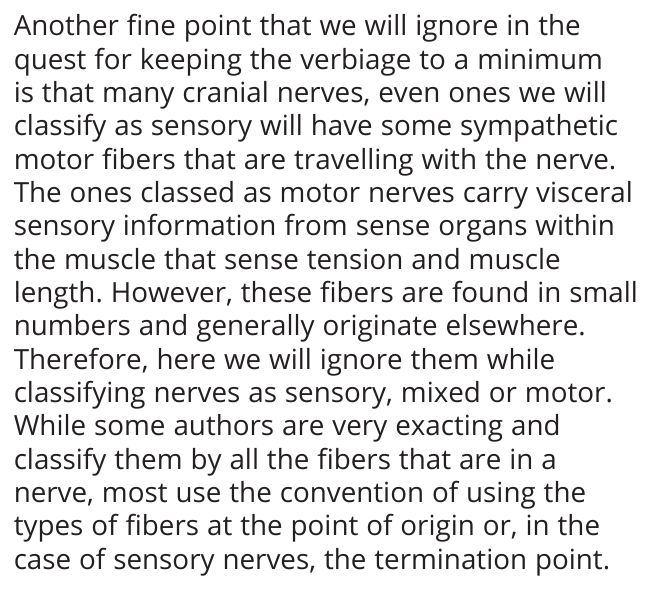 Another fine point that we will ignore in the
quest for keeping the verbiage to a minimum
is that many cranial nerves, even ones we will
classify as sensory will have some sympathetic
motor fibers that are travelling with the nerve.
The ones classed as motor nerves carry visceral
sensory information from sense organs within
the muscle that sense tension and muscle
length. However, these fibers are found in small
numbers and generally originate elsewhere.
Therefore, here we will ignore them while
classifying nerves as sensory, mixed or motor.
While some authors are very exacting and
classify them by all the fibers that are in a
nerve, most use the convention of using the
types of fibers at the point of origin or, in the
case of sensory nerves, the termination point.